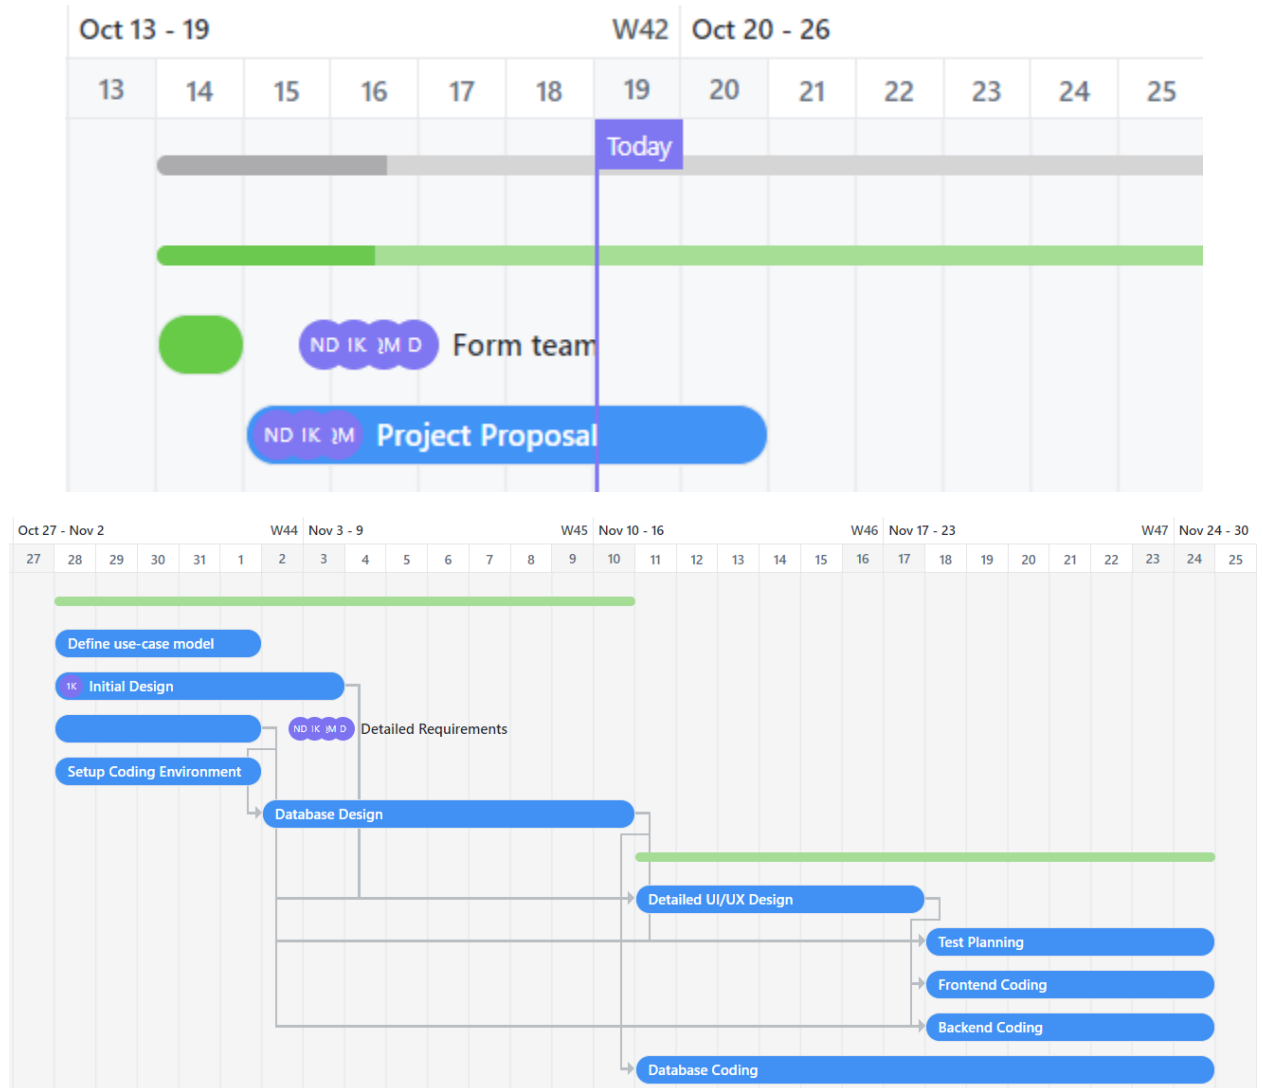 Oct 13 - 19 W42 Oct 20 - 26
13 14 15 16 17 18 19 20 21 22 23 24 25
Today
ND IK M D Form team
ND IK M Project Proposal
Oct 27 - Nov 2 W44 Nov 3 - 9 W45 Nov 10 - 16 W46 Nov 17 - 23 W47 Nov 24 - 30
27 28 29 30 31 1 2 3 4 5 6 7 8 9 10 11 12 13 14 15 16 17 18 19 20 21 22 23 24 25
Define use-case model
1K Initial Design
ND IK M D Detailed Requirements
Setup Coding Environment
Database Design
Detailed UI/UX Design
Test Planning
Frontend Coding
Backend Coding
Database Coding